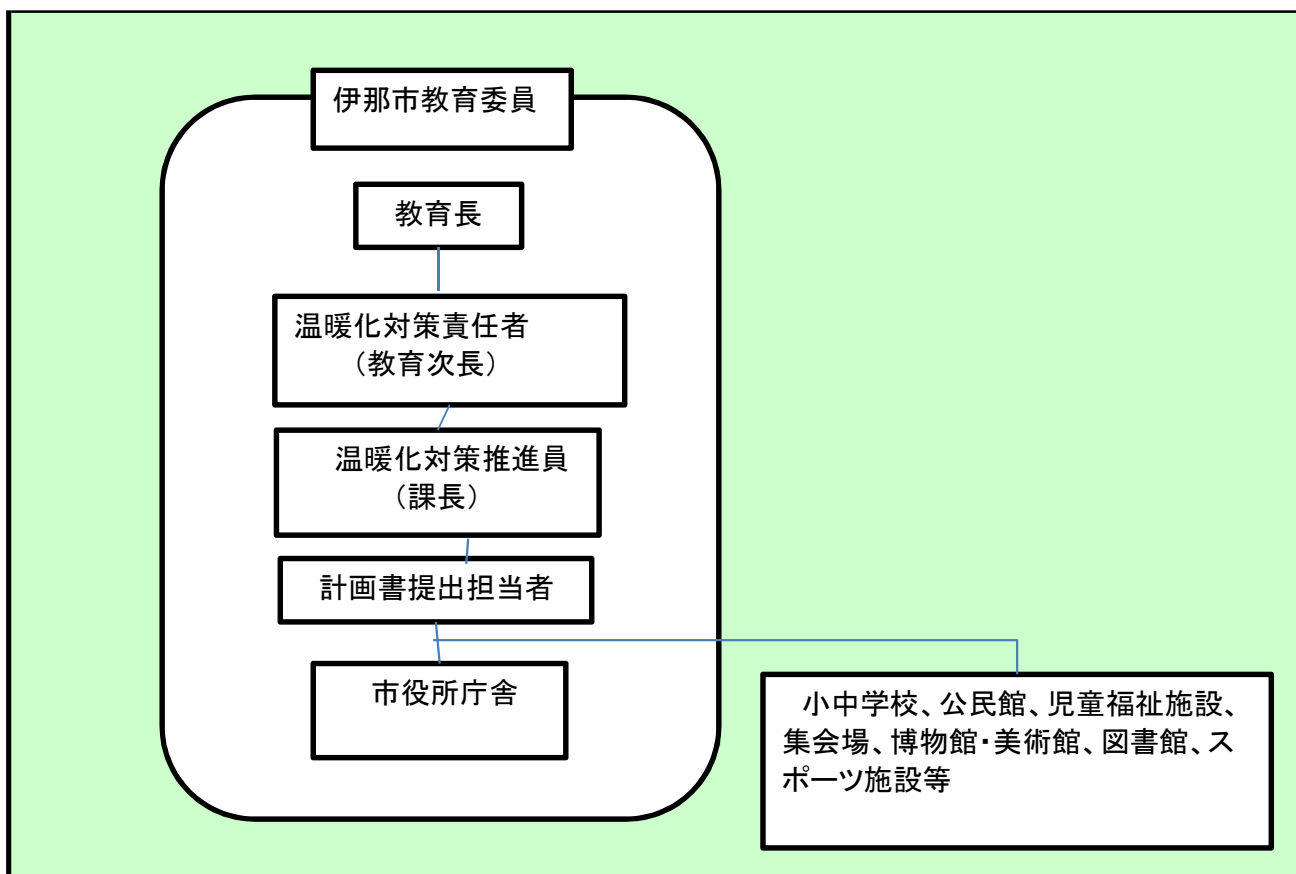 伊那市教育委員
教育長
温暖化対策責任者
（教育次長）
温暖化対策推進員
（課長）
計画書提出担当者
市役所庁舎
小中学校、公民館、児童福祉施設、
集会場、博物館・美術館、図書館、ス
ポーツ施設等